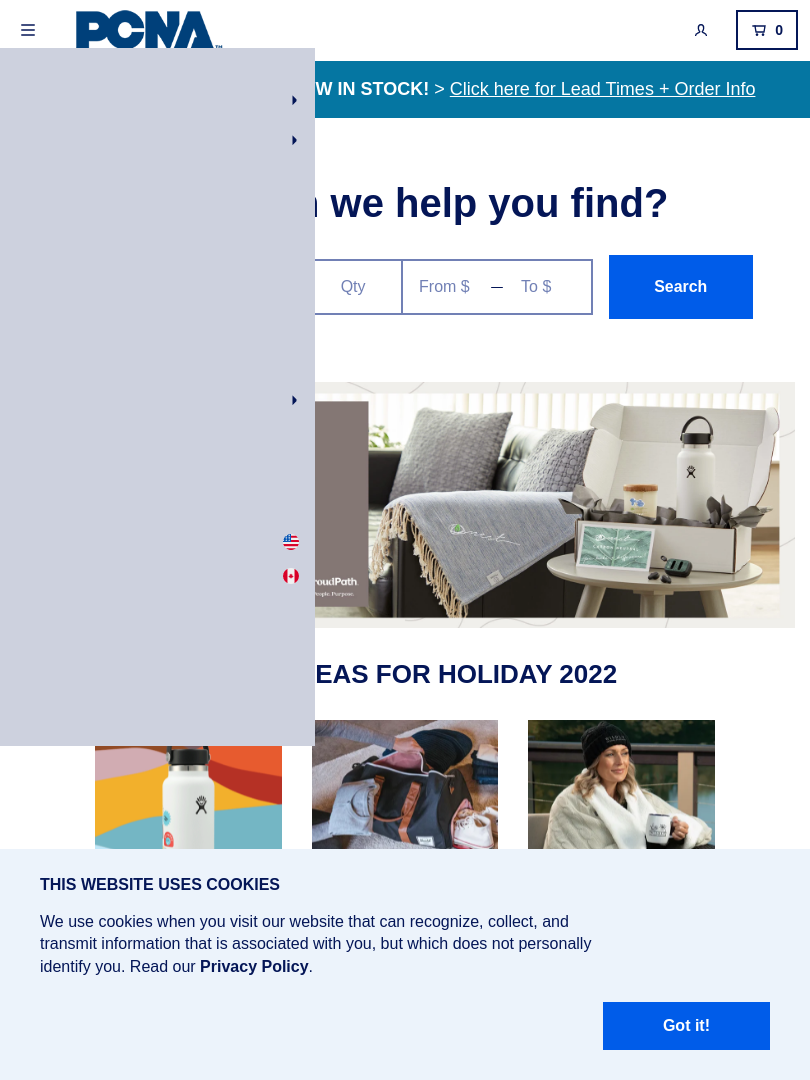 PCNA™
0
W IN STOCK! > Click here for Lead Times + Order Info
we help you find?
Qty
From $ — To $
Search
roudPath.
People. Purpose.
EAS FOR HOLIDAY 2022
THIS WEBSITE USES COOKIES
We use cookies when you visit our website that can recognize, collect, and
transmit information that is associated with you, but which does not personally
identify you. Read our Privacy Policy.
Got it!